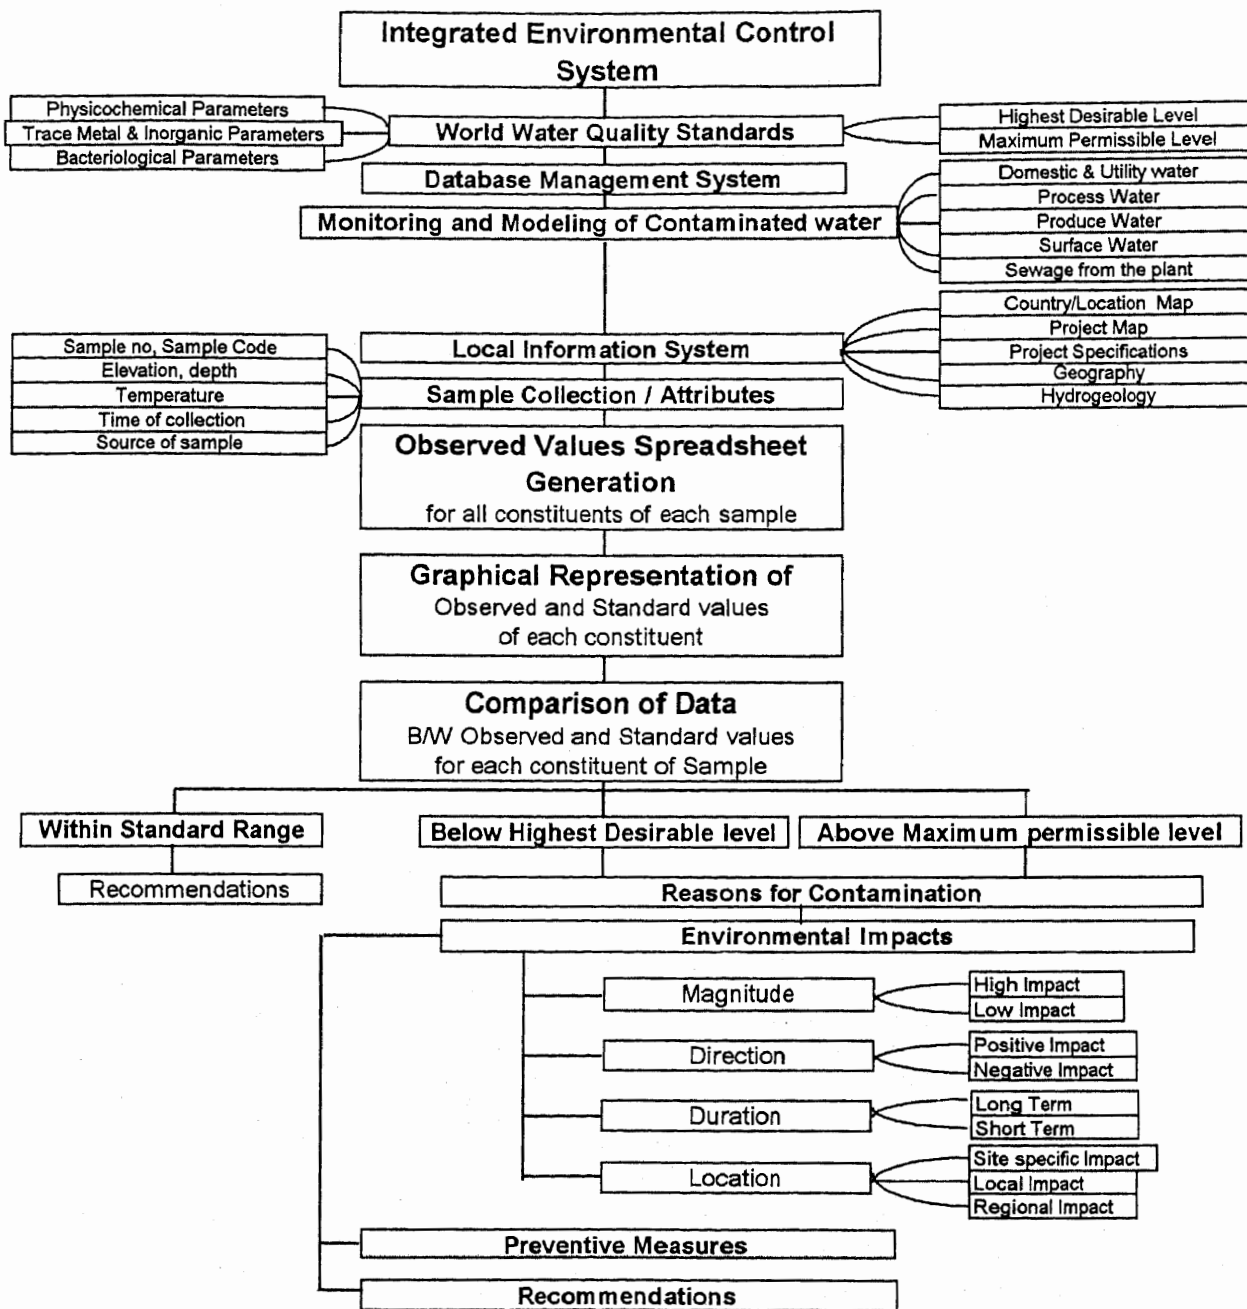 Integrated Environmental Control
System
Physicochemical Parameters
Trace Metal & Inorganic Parameters
Bacteriological Parameters
World Water Quality Standards
Highest Desirable Level
Maximum Permissible Level
Database Management System
Monitoring and Modeling of Contaminated water
Domestic & Utility water
Process Water
Produce Water
Surface Water
Sewage from the plant
Local Information System
Country/Location Map
Project Map
Project Specifications
Geography
Hydrogeology
Sample no, Sample Code
Elevation, depth
Temperature
Time of collection
Source of sample
Sample Collection / Attributes
Observed Values Spreadsheet
Generation
for all constituents of each sample
Graphical Representation of
Observed and Standard values
of each constituent
Comparison of Data
B/W Observed and Standard values
for each constituent of Sample
Within Standard Range
Below Highest Desirable level
Above Maximum permissible level
Recommendations
Reasons for Contamination
Environmental Impacts
Magnitude
High Impact
Low Impact
Direction
Positive Impact
Negative Impact
Duration
Long Term
Short Term
Location
Site specific Impact
Local Impact
Regional Impact
Preventive Measures
Recommendations